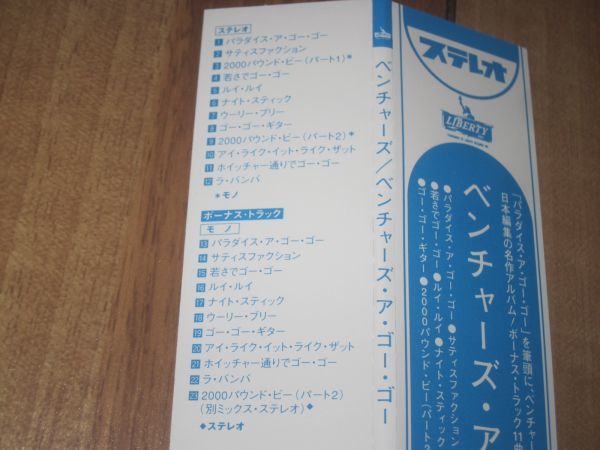 ステレオ
1 パラダイス・ア・ゴー・ゴー
2 サティスファクション
3 2000パウンド・ビー(パート1)*
4 若さでゴー・ゴー
5 ルイ・ルイ
6 ナイト・スティック
7 ウーリー・ブリー
8 ゴー・ゴー・ギター
9 2000パウンド・ビー(パート2)*
10 アイ・ライク・イット・ライク・ザット
11 ホイッチャー通りでゴー・ゴー
12 ラ・バンバ
*モノ
ボーナス・トラック
モノ
13 パラダイス・ア・ゴー・ゴー
14 サティスファクション
15 若さでゴー・ゴー
16 ルイ・ルイ
17 ナイト・スティック
18 ウーリー・ブリー
19 ゴー・ゴー・ギター
20 アイ・ライク・イット・ライク・ザット
21 ホイッチャー通りでゴー・ゴー
22 ラ・バンバ
23 2000パウンド・ビー(パート2)
(別ミックス・ステレオ)◆
◆ステレオ
ベンチャーズ/ベンチャーズ・ア・ゴー・ゴー
ステレオ
LIBERTY
「パラダイス・ア・ゴー・ゴー」を筆頭に、ベンチャー
日本編集の名作アルバム/ボーナス・トラック11曲
ベンチャーズ・ア
●パラダイス・ア・ゴー・ゴー●サティスファクション
●若さでゴー・ゴー●ルイ・ルイ●ナイト・スティック
●ゴー・ゴー・ギター●2000パウンド・ビー(パート2